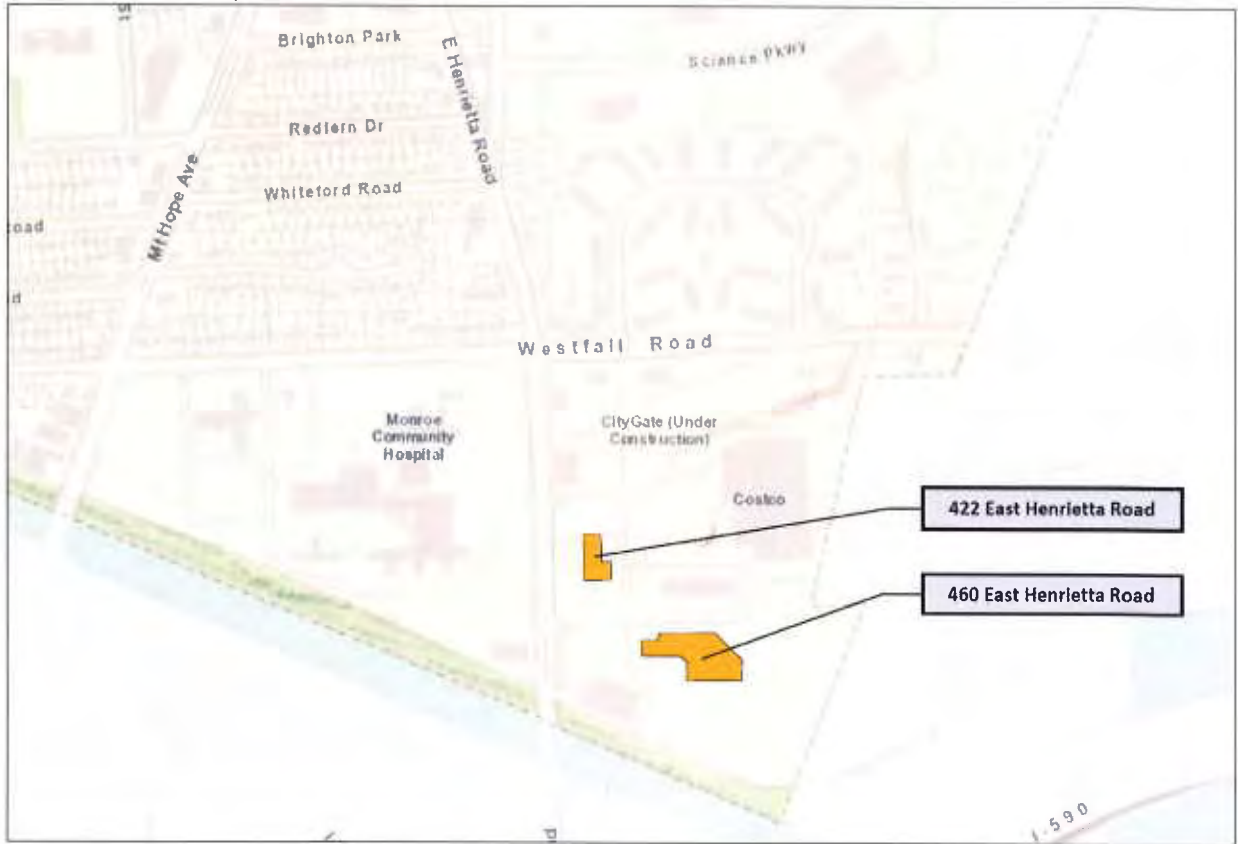 Brighton Park
E Henrietta Road
Science Pkwy
Redfern Dr
Mt Hope Ave
Whiteford Road
Westfall Road
Monroe
Community
Hospital
CityGate (Under
Construction)
Costco
422 East Henrietta Road
460 East Henrietta Road
I-590